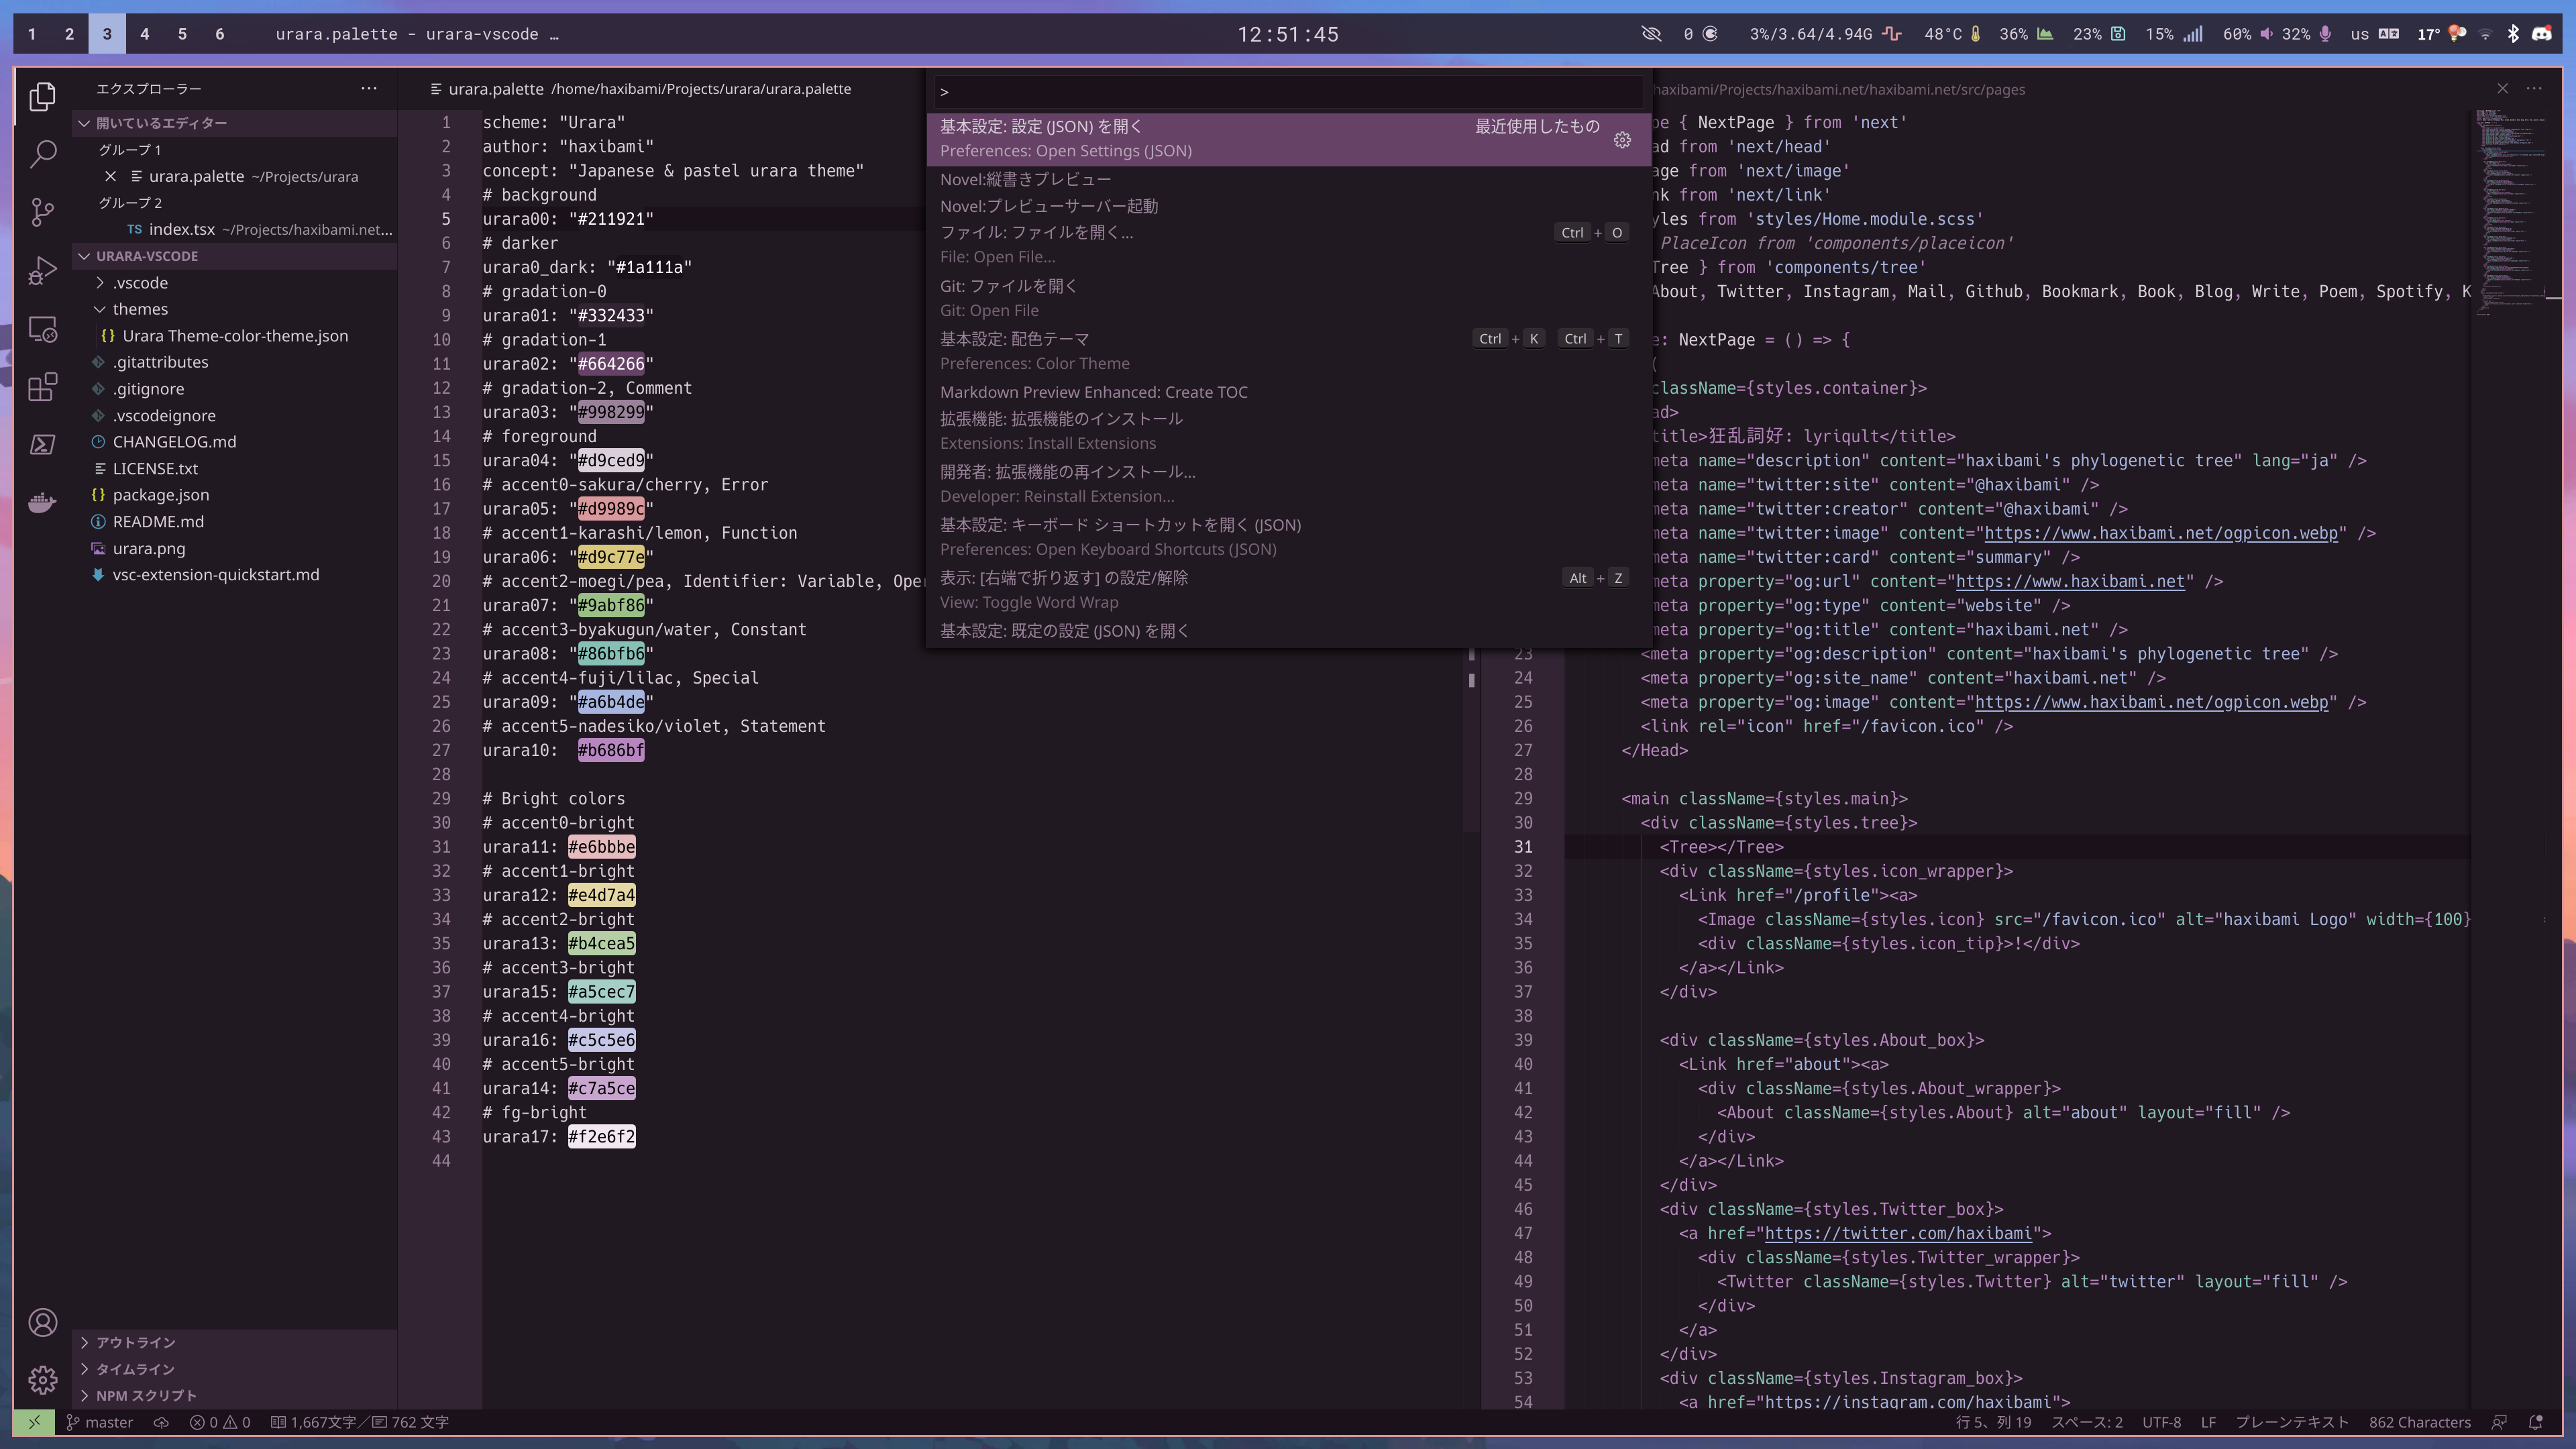 1 2 3 4 5 6 urara.palette - urara-vscode …
12:51:45
0 3%/3.64/4.94G 48°C 36% 23% 15% 60% 32% us 17°
エクスプローラー
開いているエディター
グループ 1
urara.palette ~/Projects/urara
グループ 2
TS index.tsx ~/Projects/haxibami.net...
URARA-VSCODE
.vscode
themes
{} Urara Theme-color-theme.json
.gitattributes
.gitignore
.vscodeignore
CHANGELOG.md
LICENSE.txt
{} package.json
README.md
urara.png
vsc-extension-quickstart.md
アウトライン
タイムライン
NPM スクリプト
urara.palette /home/haxibami/Projects/urara/urara.palette
1 scheme: "Urara"
2 author: "haxibami"
3 concept: "Japanese & pastel urara theme"
4 # background
5 urara00: "#211921"
6 # darker
7 urara0_dark: "#1a111a"
8 # gradation-0
9 urara01: "#332433"
10 # gradation-1
11 urara02: "#664266"
12 # gradation-2, Comment
13 urara03: "#998299"
14 # foreground
15 urara04: "#d9ced9"
16 # accent0-sakura/cherry, Error
17 urara05: "#d9989c"
18 # accent1-karashi/lemon, Function
19 urara06: "#d9c77e"
20 # accent2-moegi/pea, Identifier: Variable, Ope
21 urara07: "#9abf86"
22 # accent3-byakugun/water, Constant
23 urara08: "#86bfb6"
24 # accent4-fuji/lilac, Special
25 urara09: "#a6b4de"
26 # accent5-nadesiko/violet, Statement
27 urara10:  #b686bf
28
29 # Bright colors
30 # accent0-bright
31 urara11: #e6bbbe
32 # accent1-bright
33 urara12: #e4d7a4
34 # accent2-bright
35 urara13: #b4cea5
36 # accent3-bright
37 urara15: #a5cec7
38 # accent4-bright
39 urara16: #c5c5e6
40 # accent5-bright
41 urara14: #c7a5ce
42 # fg-bright
43 urara17: #f2e6f2
44
>
基本設定: 設定 (JSON) を開く 最近使用したもの
Preferences: Open Settings (JSON)
Novel:縦書きプレビュー
Novel:プレビューサーバー起動
ファイル: ファイルを開く... Ctrl + O
File: Open File...
Git: ファイルを開く
Git: Open File
基本設定: 配色テーマ Ctrl + K Ctrl + T
Preferences: Color Theme
Markdown Preview Enhanced: Create TOC
拡張機能: 拡張機能のインストール
Extensions: Install Extensions
開発者: 拡張機能の再インストール...
Developer: Reinstall Extension...
基本設定: キーボード ショートカットを開く (JSON)
Preferences: Open Keyboard Shortcuts (JSON)
表示: [右端で折り返す] の設定/解除 Alt + Z
View: Toggle Word Wrap
基本設定: 既定の設定 (JSON) を開く
haxibami/Projects/haxibami.net/haxibami.net/src/pages
pe { NextPage } from 'next'
ad from 'next/head'
age from 'next/image'
nk from 'next/link'
yles from 'styles/Home.module.scss'
PlaceIcon from 'components/placeicon'
Tree } from 'components/tree'
About, Twitter, Instagram, Mail, Github, Bookmark, Book, Blog, Write, Poem, Spotify, K
e: NextPage = () => {
(
className={styles.container}>
ad>
title>狂乱詞好: lyriqult</title>
meta name="description" content="haxibami's phylogenetic tree" lang="ja" />
meta name="twitter:site" content="@haxibami" />
meta name="twitter:creator" content="@haxibami" />
meta name="twitter:image" content="https://www.haxibami.net/ogpicon.webp" />
meta name="twitter:card" content="summary" />
meta property="og:url" content="https://www.haxibami.net" />
meta property="og:type" content="website" />
meta property="og:title" content="haxibami.net" />
23 <meta property="og:description" content="haxibami's phylogenetic tree" />
24 <meta property="og:site_name" content="haxibami.net" />
25 <meta property="og:image" content="https://www.haxibami.net/ogpicon.webp" />
26 <link rel="icon" href="/favicon.ico" />
27 </Head>
28
29 <main className={styles.main}>
30 <div className={styles.tree}>
31 <Tree></Tree>
32 <div className={styles.icon_wrapper}>
33 <Link href="/profile"><a>
34 <Image className={styles.icon} src="/favicon.ico" alt="haxibami Logo" width={100}
35 <div className={styles.icon_tip}>!</div>
36 </a></Link>
37 </div>
38
39 <div className={styles.About_box}>
40 <Link href="about"><a>
41 <div className={styles.About_wrapper}>
42 <About className={styles.About} alt="about" layout="fill" />
43 </div>
44 </a></Link>
45 </div>
46 <div className={styles.Twitter_box}>
47 <a href="https://twitter.com/haxibami">
48 <div className={styles.Twitter_wrapper}>
49 <Twitter className={styles.Twitter} alt="twitter" layout="fill" />
50 </div>
51 </a>
52 </div>
53 <div className={styles.Instagram_box}>
54 <a href="https://instagram.com/haxibami">
master 0 0 1,667文字／ 762 文字
行 5、列 19 スペース: 2 UTF-8 LF プレーンテキスト 862 Characters